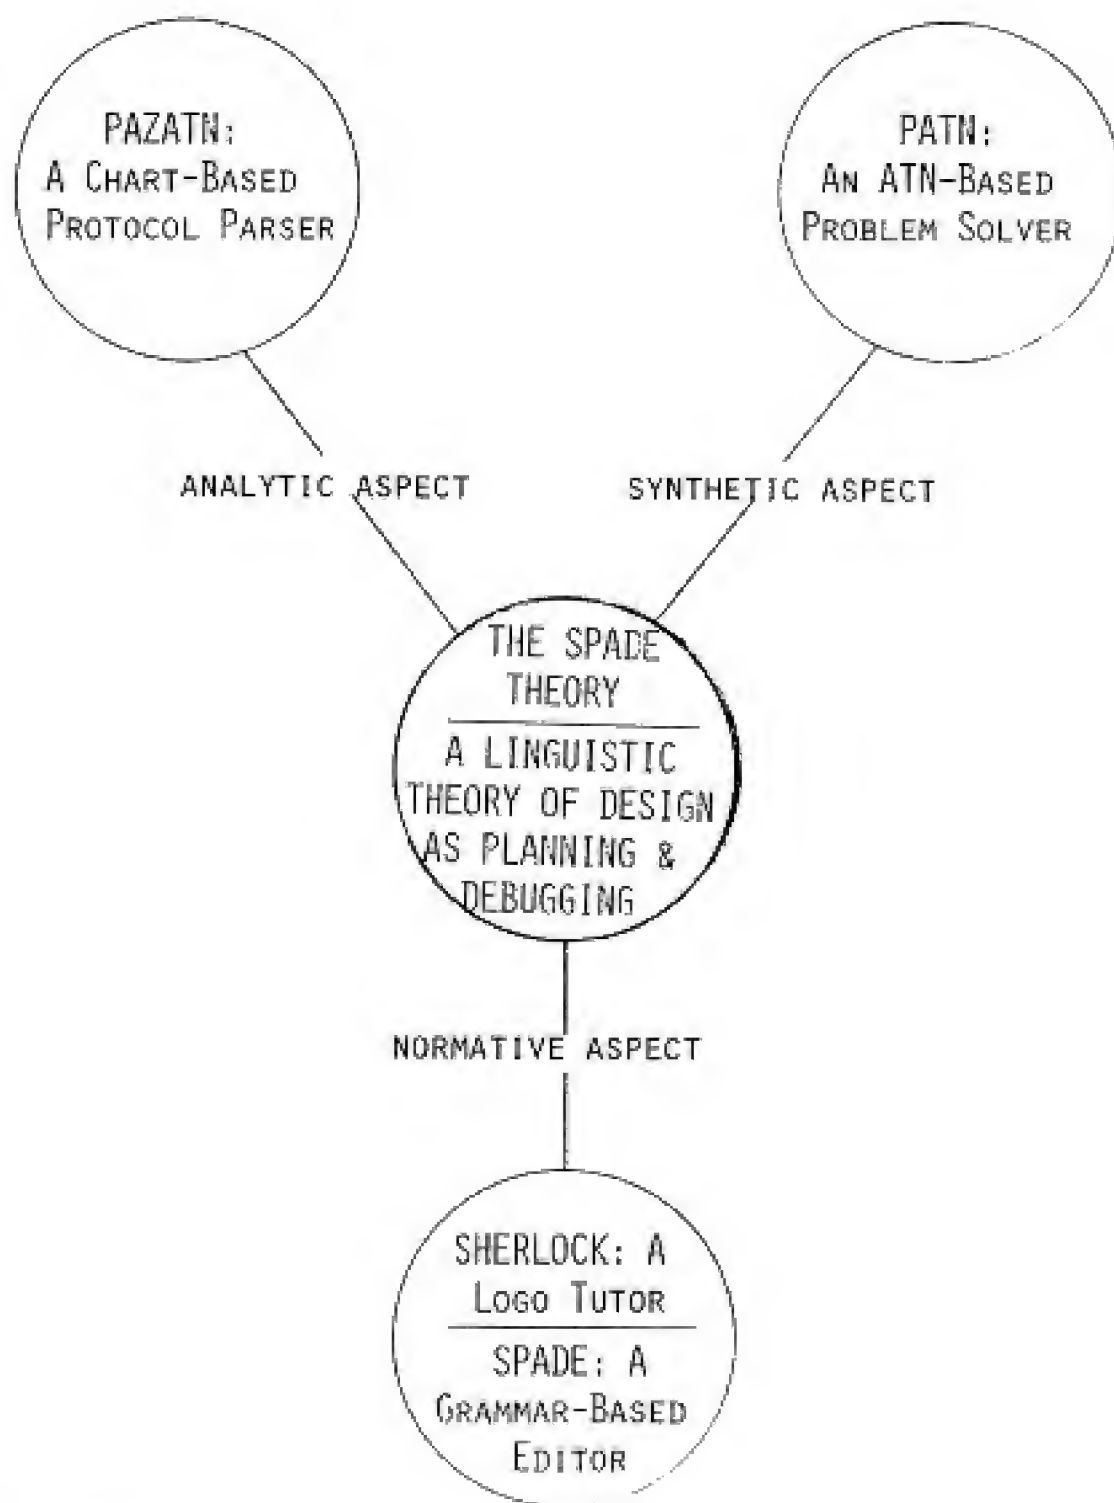 PAZATN:
A CHART-BASED
PROTOCOL PARSER
PATN:
AN ATN-BASED
PROBLEM SOLVER
ANALYTIC ASPECT
SYNTHETIC ASPECT
THE SPADE
THEORY
A LINGUISTIC
THEORY OF DESIGN
AS PLANNING &
DEBUGGING
NORMATIVE ASPECT
SHERLOCK: A
LOGO TUTOR
SPADE: A
GRAMMAR-BASED
EDITOR